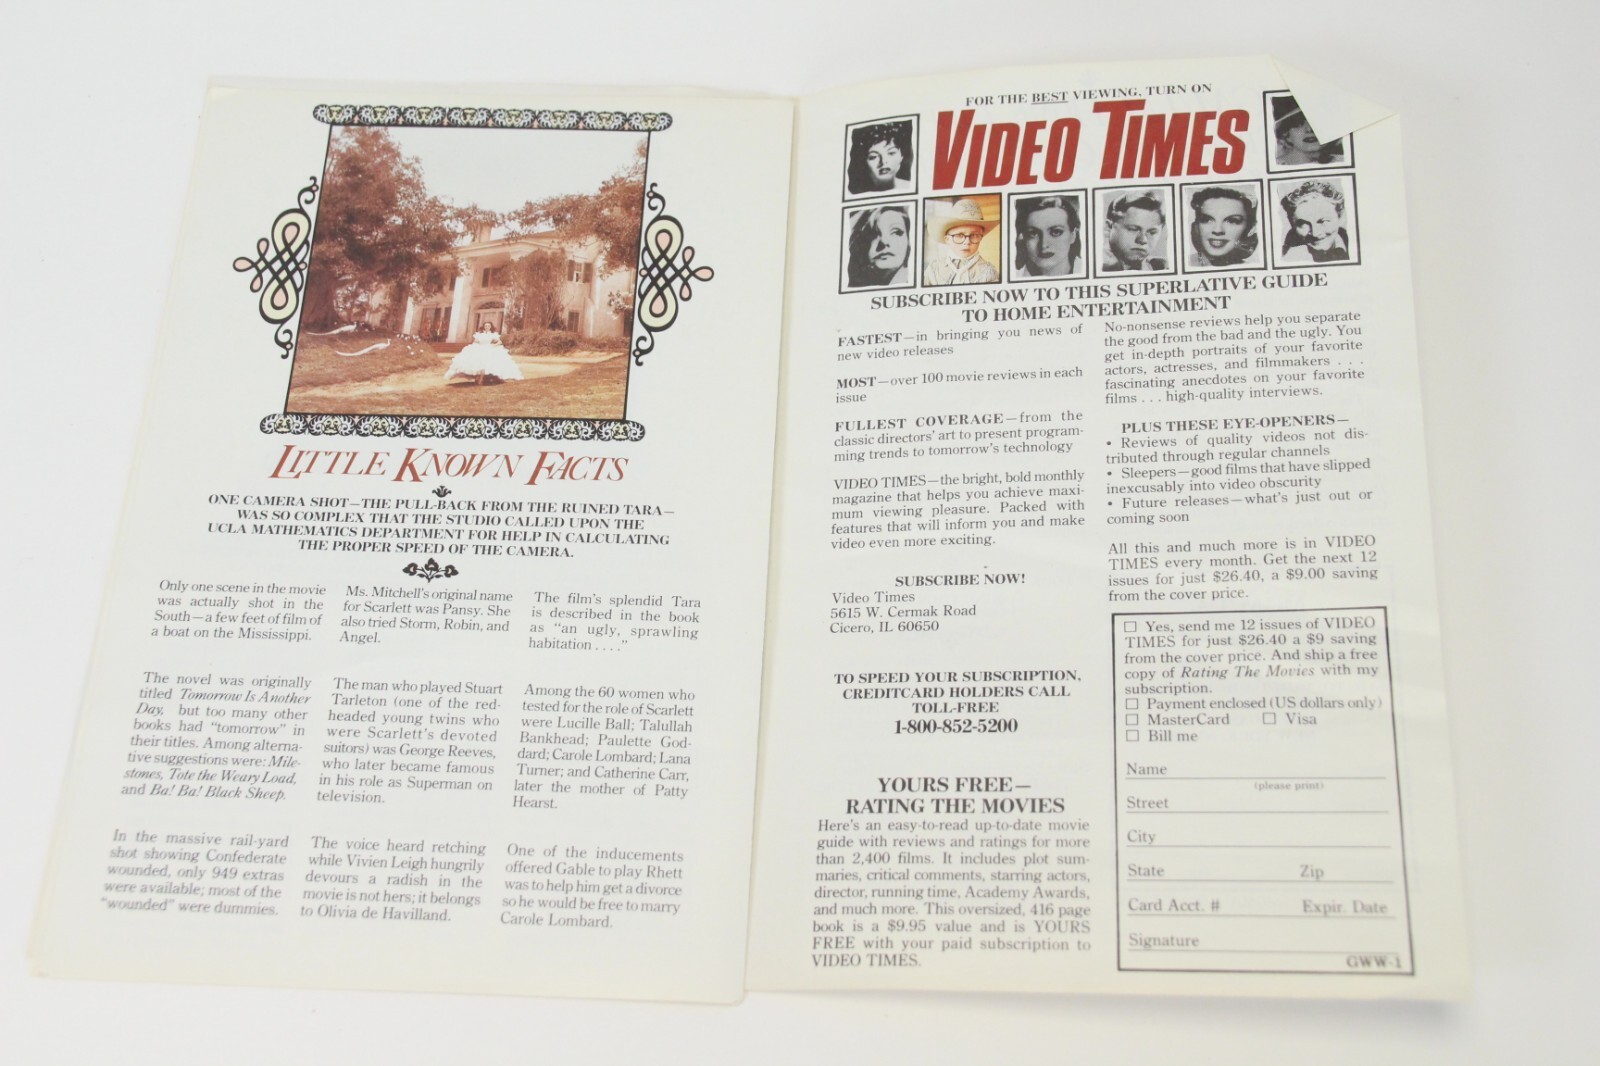 LITTLE KNOWN FACTS
ONE CAMERA SHOT—THE PULL-BACK FROM THE RUINED TARA—
WAS SO COMPLEX THAT THE STUDIO CALLED UPON THE
UCLA MATHEMATICS DEPARTMENT FOR HELP IN CALCULATING
THE PROPER SPEED OF THE CAMERA.
Only one scene in the movie
was actually shot in the
South—a few feet of film of
a boat on the Mississippi.
Ms. Mitchell's original name
for Scarlett was Pansy. She
also tried Storm, Robin, and
Angel.
The film's splendid Tara
is described in the book
as "an ugly, sprawling
habitation . . . ."
The novel was originally
titled Tomorrow Is Another
Day, but too many other
books had "tomorrow" in
their titles. Among alterna-
tive suggestions were: Mile-
stones, Tote the Weary Load,
and Ba! Ba! Black Sheep.
The man who played Stuart
Tarleton (one of the red-
headed young twins who
were Scarlett's devoted
suitors) was George Reeves,
who later became famous
in his role as Superman on
television.
Among the 60 women who
tested for the role of Scarlett
were Lucille Ball; Talullah
Bankhead; Paulette God-
dard; Carole Lombard; Lana
Turner; and Catherine Carr,
later the mother of Patty
Hearst.
In the massive rail-yard
shot showing Confederate
wounded, only 949 extras
were available; most of the
"wounded" were dummies.
The voice heard retching
while Vivien Leigh hungrily
devours a radish in the
movie is not hers; it belongs
to Olivia de Havilland.
One of the inducements
offered Gable to play Rhett
was to help him get a divorce
so he would be free to marry
Carole Lombard.
FOR THE BEST VIEWING, TURN ON
VIDEO TIMES
SUBSCRIBE NOW TO THIS SUPERLATIVE GUIDE
TO HOME ENTERTAINMENT
FASTEST—in bringing you news of
new video releases
MOST—over 100 movie reviews in each
issue
FULLEST COVERAGE—from the
classic directors' art to present program-
ming trends to tomorrow's technology
VIDEO TIMES—the bright, bold monthly
magazine that helps you achieve maxi-
mum viewing pleasure. Packed with
features that will inform you and make
video even more exciting.
SUBSCRIBE NOW!
Video Times
5615 W. Cermak Road
Cicero, IL 60650
TO SPEED YOUR SUBSCRIPTION,
CREDITCARD HOLDERS CALL
TOLL-FREE
1-800-852-5200
YOURS FREE—
RATING THE MOVIES
Here's an easy-to-read up-to-date movie
guide with reviews and ratings for more
than 2,400 films. It includes plot sum-
maries, critical comments, starring actors,
director, running time, Academy Awards,
and much more. This oversized, 416 page
book is a $9.95 value and is YOURS
FREE with your paid subscription to
VIDEO TIMES.
No-nonsense reviews help you separate
the good from the bad and the ugly. You
get in-depth portraits of your favorite
actors, actresses, and filmmakers . . .
fascinating anecdotes on your favorite
films . . . high-quality interviews.
PLUS THESE EYE-OPENERS—
• Reviews of quality videos not dis-
tributed through regular channels
• Sleepers—good films that have slipped
inexcusably into video obscurity
• Future releases—what's just out or
coming soon
All this and much more is in VIDEO
TIMES every month. Get the next 12
issues for just $26.40, a $9.00 saving
from the cover price.
☐ Yes, send me 12 issues of VIDEO
TIMES for just $26.40 a $9 saving
from the cover price. And ship a free
copy of Rating The Movies with my
subscription.
☐ Payment enclosed (US dollars only)
☐ MasterCard ☐ Visa
☐ Bill me
Name
(please print)
Street
City
State Zip
Card Acct. # Expir. Date
Signature
GWW-1